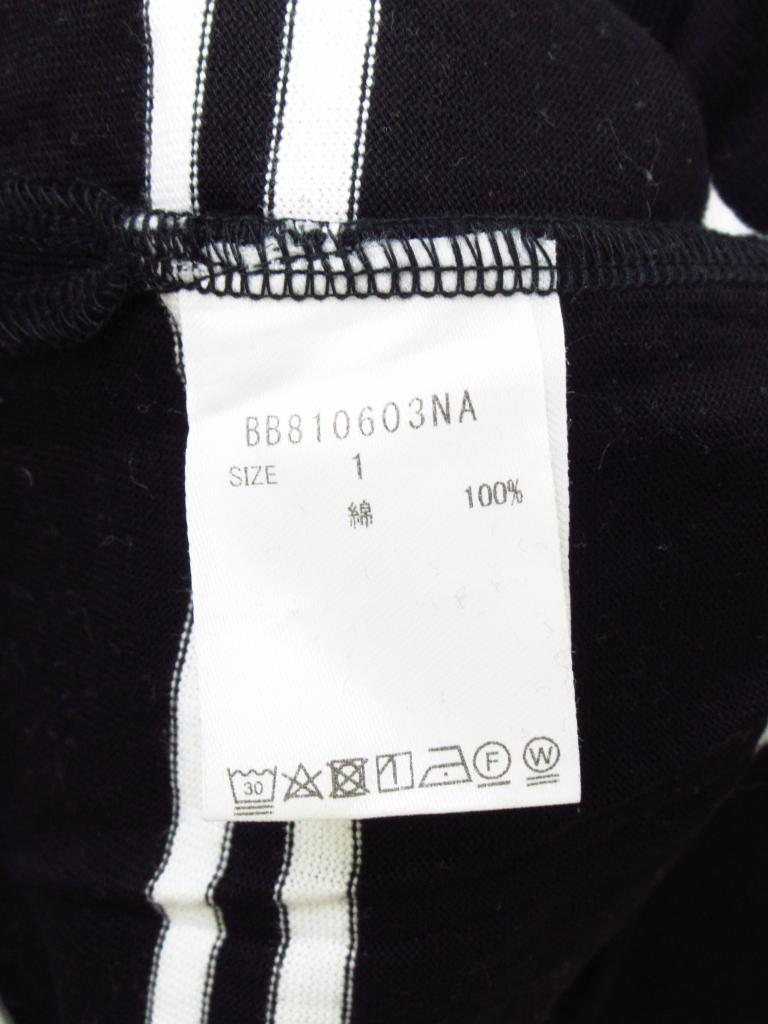 BB810603NA
SIZE 1
綿 100%
30 F W